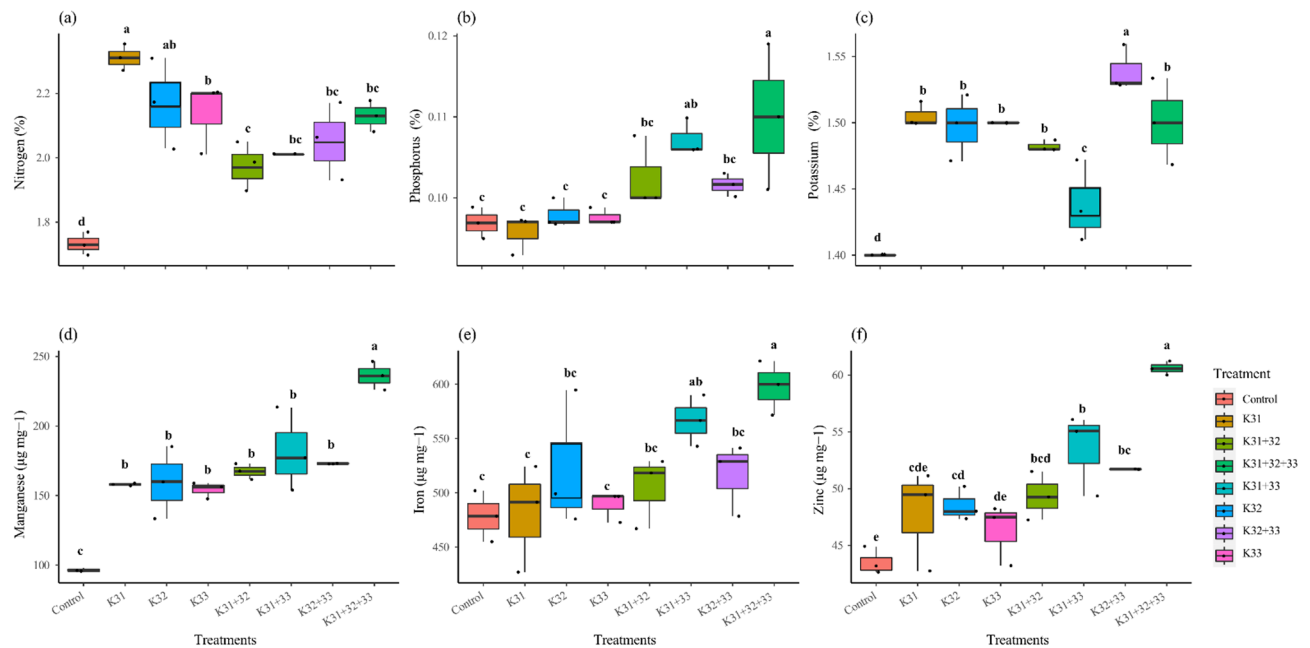 (a)
(b)
(c)
Nitrogen (%)
2.2
2.0
1.8
d
a
ab
b
c
bc
bc
bc
Phosphorus (%)
0.12
0.11
0.10
c
c
c
c
bc
ab
bc
a
Potassium (%)
1.55
1.50
1.45
1.40
d
b
b
b
b
c
a
b
(d)
(e)
(f)
Manganese (µg mg−1)
250
200
150
100
c
b
b
b
b
b
b
a
Control
K31
K32
K33
K31+32
K31+33
K32+33
K31+32+33
Treatments
Iron (µg mg−1)
600
550
500
450
c
c
bc
c
bc
ab
bc
a
Control
K31
K32
K33
K31+32
K31+33
K32+33
K31+32+33
Treatments
Zinc (µg mg−1)
60
55
50
45
e
cde
cd
de
bcd
b
bc
a
Control
K31
K32
K33
K31+32
K31+33
K32+33
K31+32+33
Treatments
Treatment
Control
K31
K31+32
K31+32+33
K31+33
K32
K32+33
K33